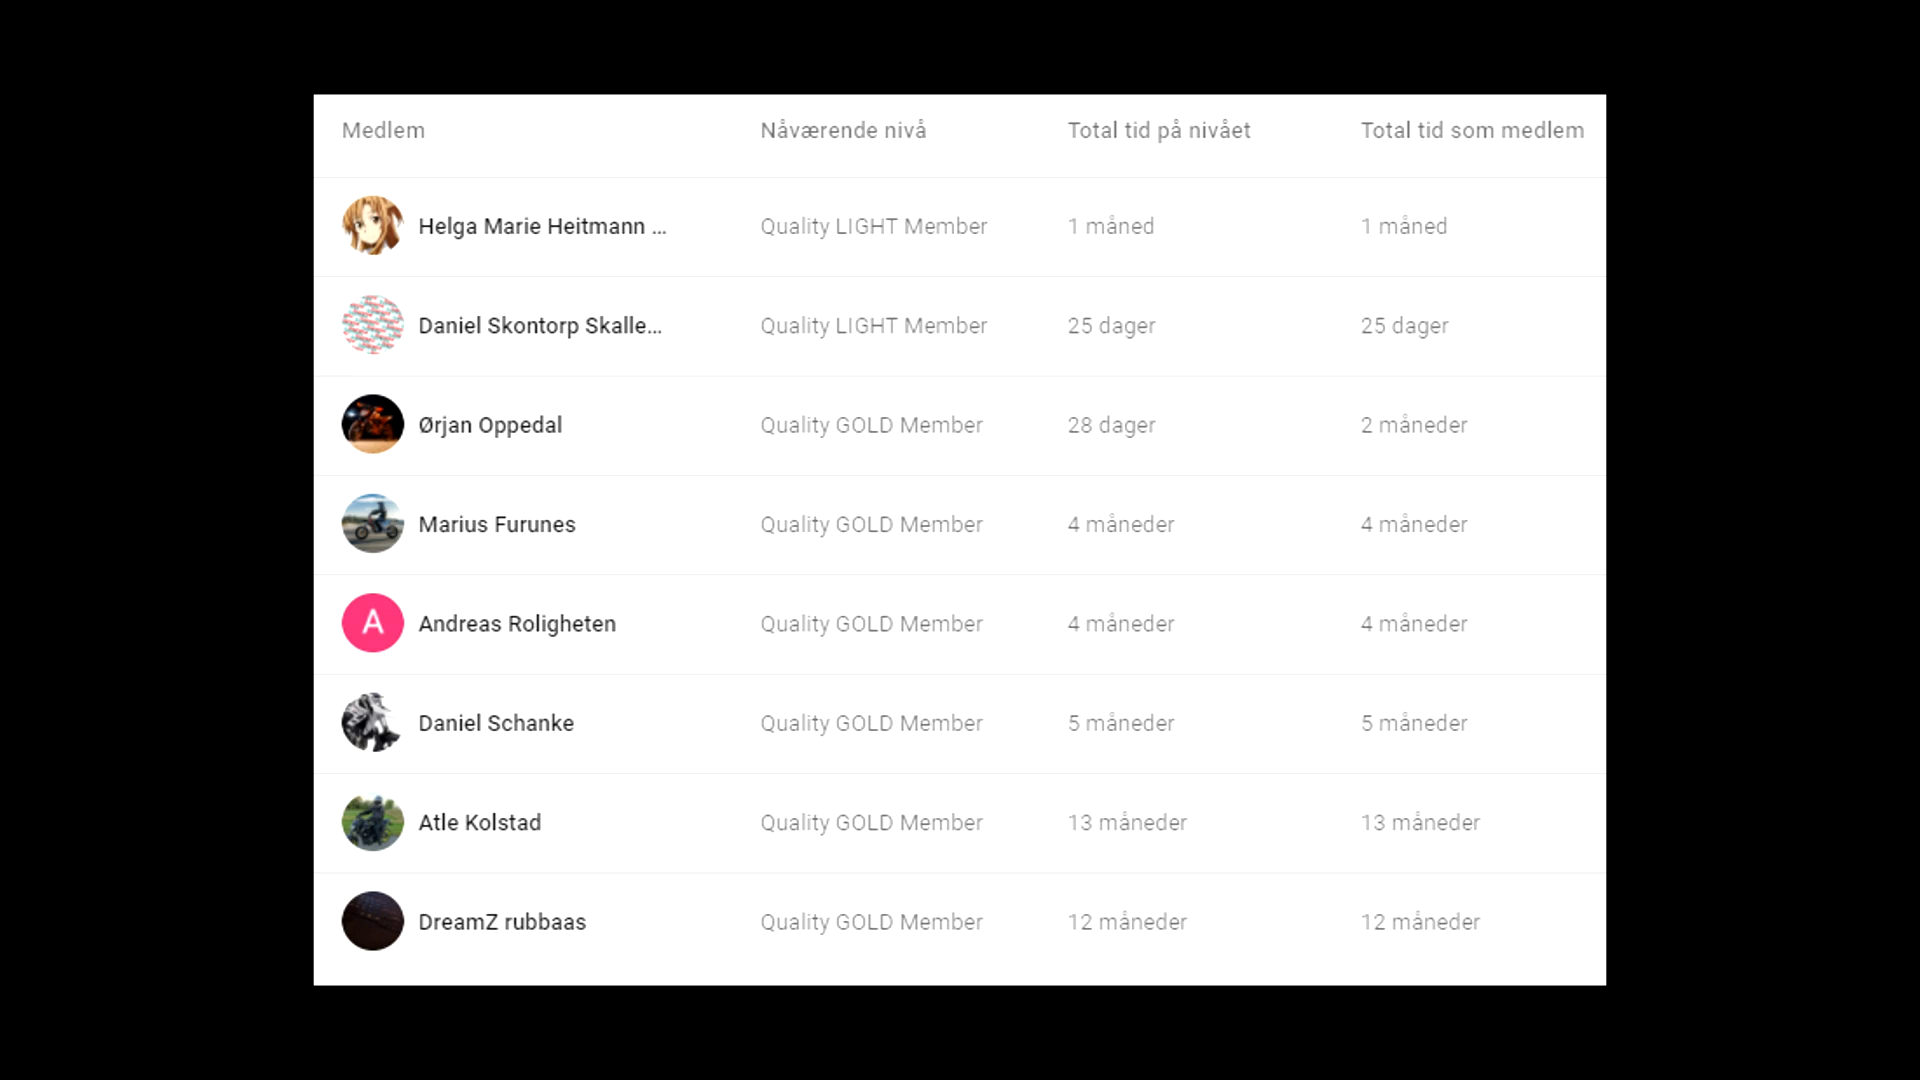 Medlem Nåværende nivå Total tid på nivået Total tid som medlem
Helga Marie Heitmann ... Quality LIGHT Member 1 måned 1 måned
Daniel Skontorp Skalle... Quality LIGHT Member 25 dager 25 dager
Ørjan Oppedal Quality GOLD Member 28 dager 2 måneder
Marius Furunes Quality GOLD Member 4 måneder 4 måneder
A Andreas Roligheten Quality GOLD Member 4 måneder 4 måneder
Daniel Schanke Quality GOLD Member 5 måneder 5 måneder
Atle Kolstad Quality GOLD Member 13 måneder 13 måneder
DreamZ rubbaas Quality GOLD Member 12 måneder 12 måneder